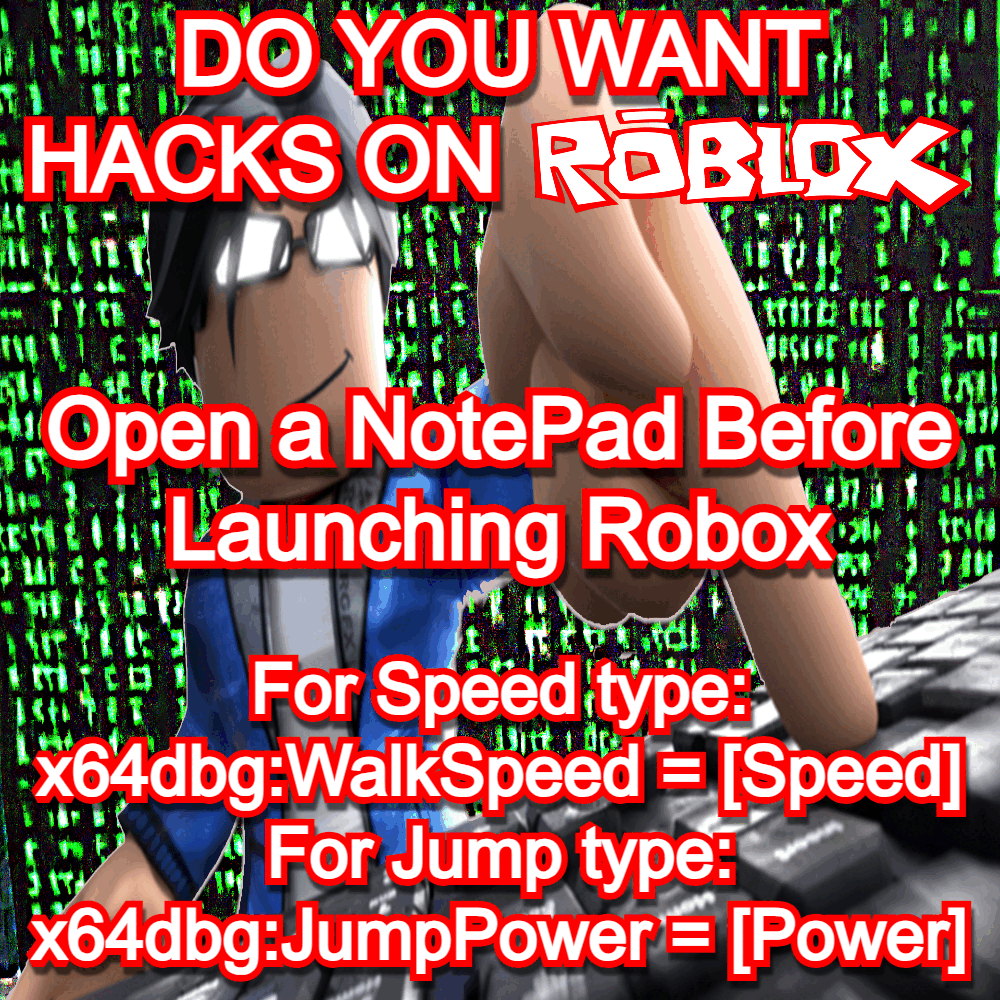 DO YOU WANT
HACKS ON RŌBLOX
Open a NotePad Before
Launching Robox
For Speed type:
x64dbg:WalkSpeed = [Speed]
For Jump type:
x64dbg:JumpPower = [Power]